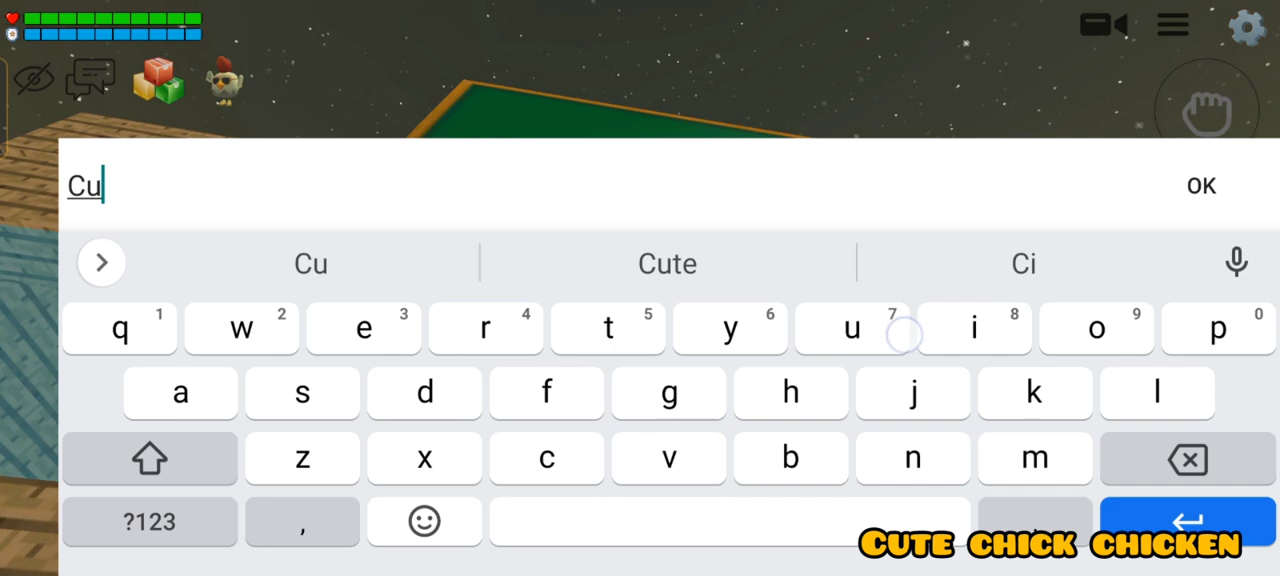 Cu
OK
Cu Cute Ci
q 1 w 2 e 3 r 4 t 5 y 6 u 7 i 8 o 9 p 0
a s d f g h j k l
z x c v b n m
?123 ,
CUTE CHICK CHICKEN